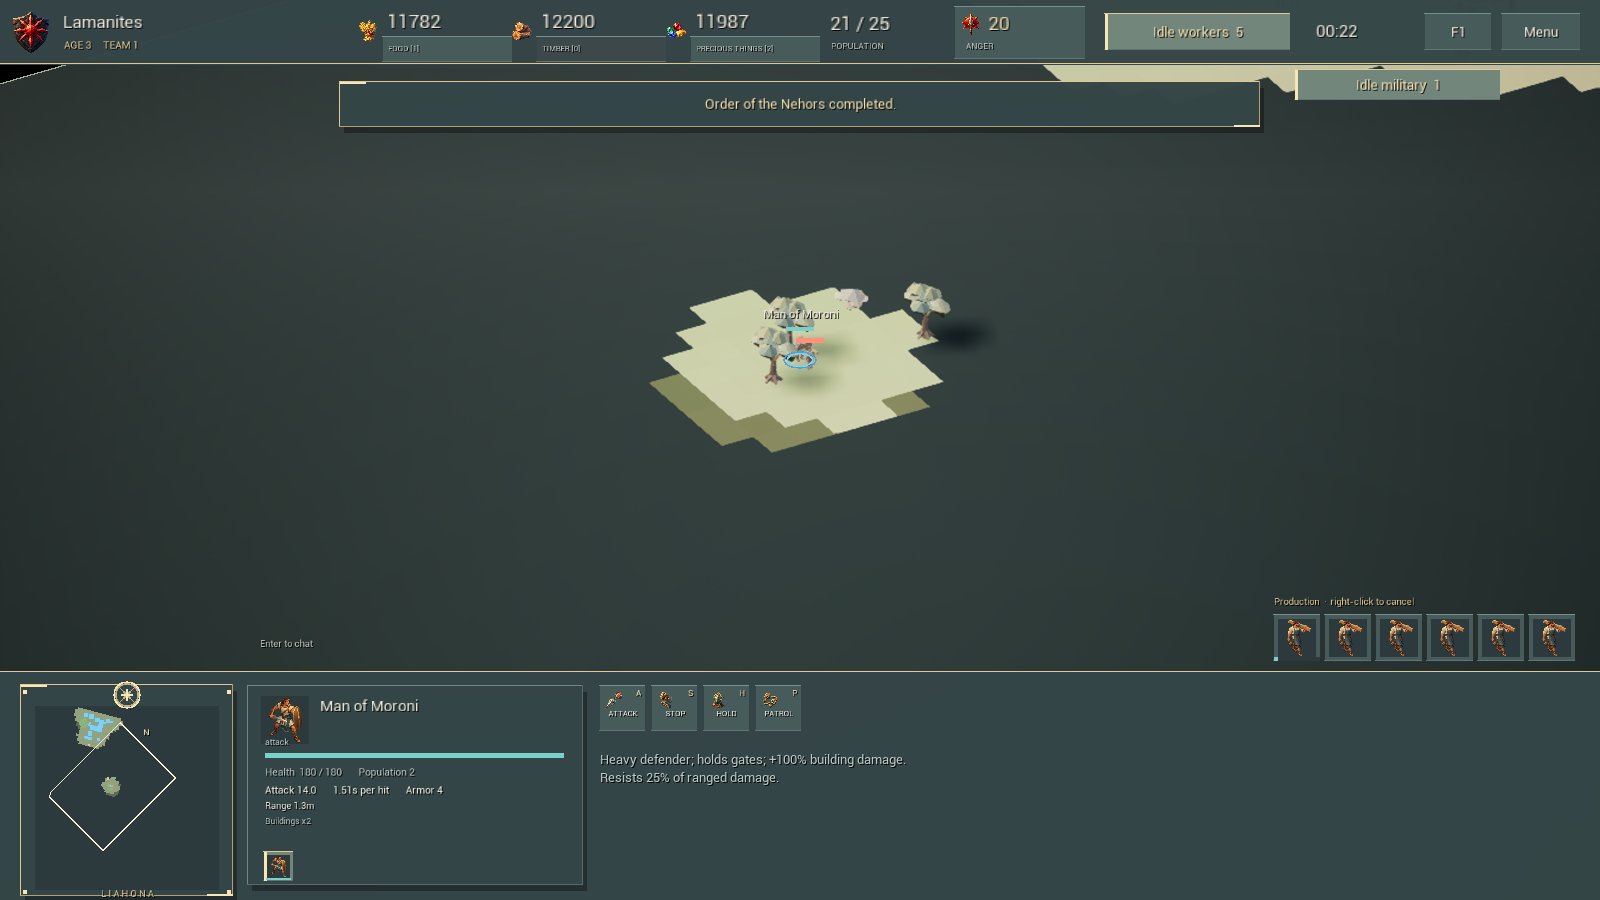 Lamanites
AGE 3 TEAM 1
11782
FOOD [1]
12200
TIMBER [0]
11987
PRECIOUS THINGS [2]
21 / 25
POPULATION
20
ANGER
Idle workers 5
00:22
F1
Menu
Idle military 1
Order of the Nehors completed.
Man of Moroni
Production · right-click to cancel
Enter to chat
N
LIAHONA
Man of Moroni
attack
Health 180 / 180 Population 2
Attack 14.0 1.51s per hit Armor 4
Range 1.3m
Buildings x2
A
ATTACK
S
STOP
H
HOLD
P
PATROL
Heavy defender; holds gates; +100% building damage.
Resists 25% of ranged damage.